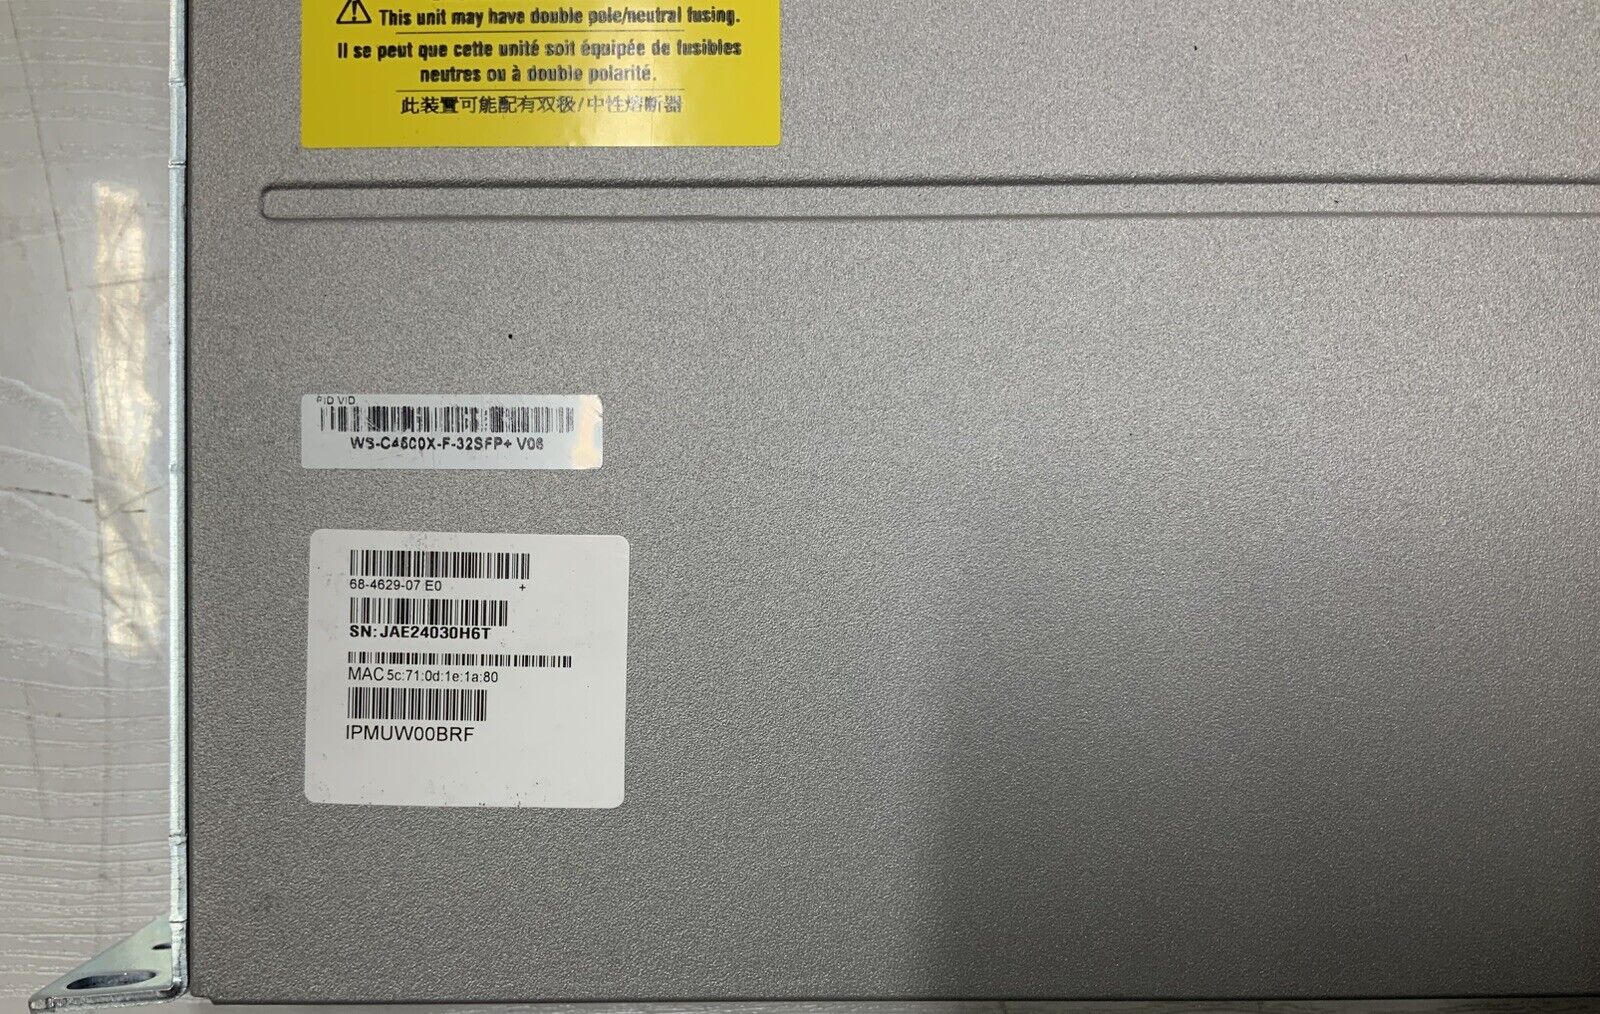 This unit may have double pole/neutral fusing.
Il se peut que cette unité soit équipée de fusibles
neutres ou à double polarité.
此装置可能配有双极/中性熔断器
PID VID
WS-C4500X-F-32SFP+ V08
68-4629-07 E0 +
SN: JAE24030H6T
MAC 5c:71:0d:1e:1a:80
IPMUW00BRF